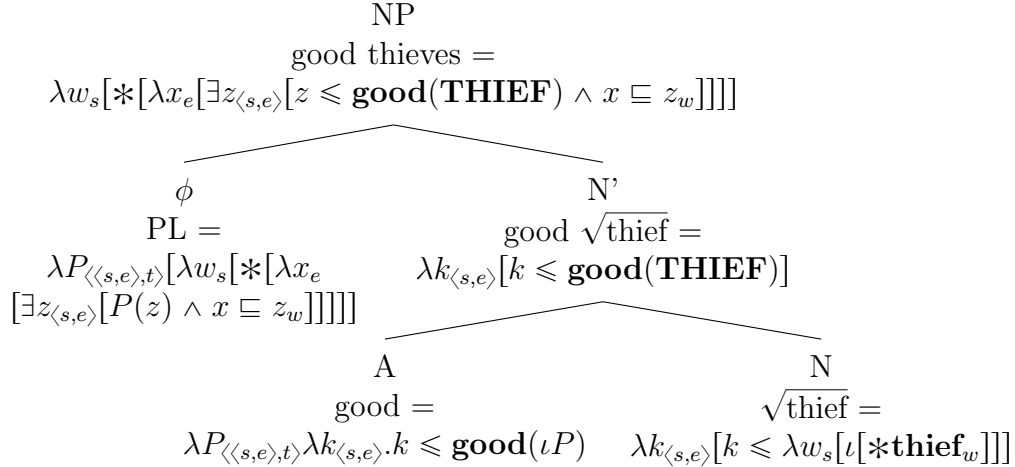 NP
good thieves =
λw_s[∗[λx_e[∃z_{⟨s,e⟩}[z ⩽ good(THIEF) ∧ x ⊑ z_w]]]]
ϕ
PL =
λP_{⟨⟨s,e⟩,t⟩}[λw_s[∗[λx_e
[∃z_{⟨s,e⟩}[P(z) ∧ x ⊑ z_w]]]]]
N'
good √thief =
λk_{⟨s,e⟩}[k ⩽ good(THIEF)]
A
good =
λP_{⟨⟨s,e⟩,t⟩}λk_{⟨s,e⟩}.k ⩽ good(ιP)
N
√thief =
λk_{⟨s,e⟩}[k ⩽ λw_s[ι[∗thief_w]]]